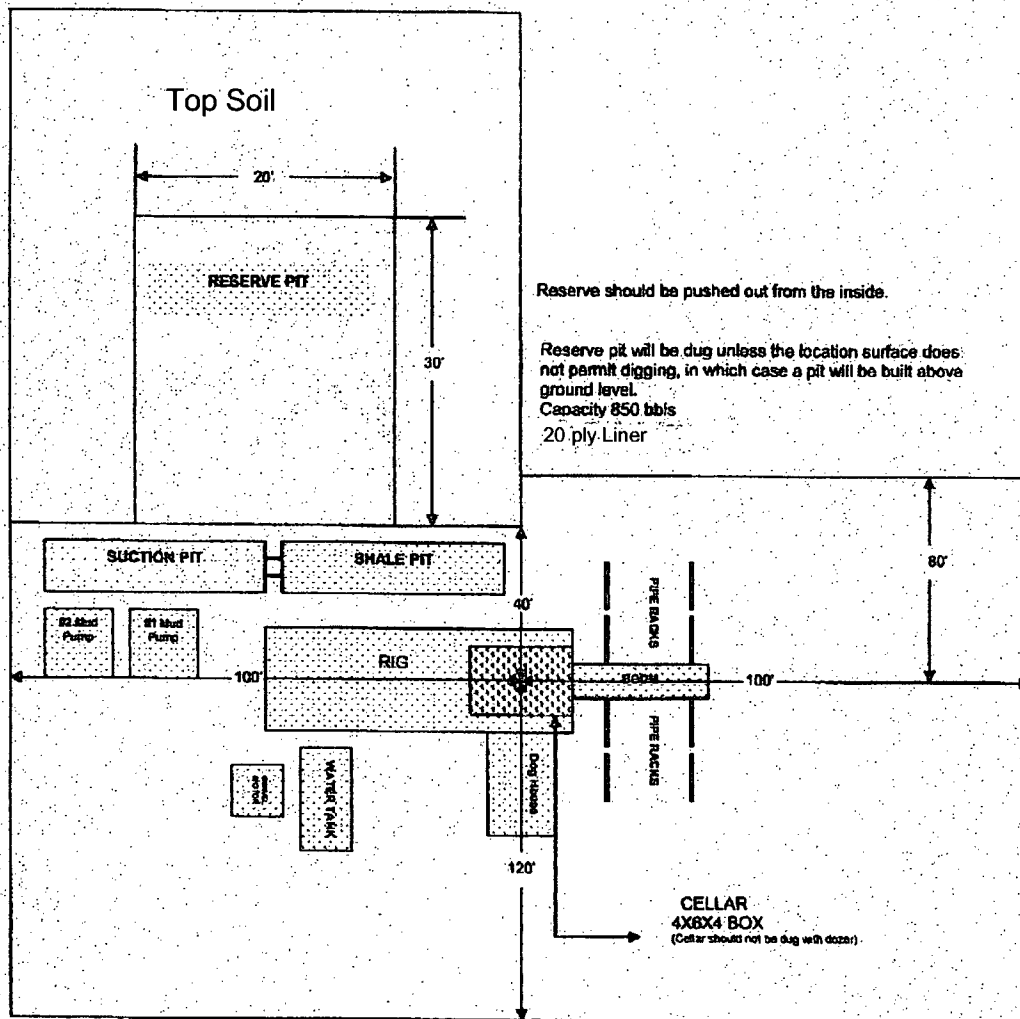 Top Soil
20'
RESERVE PIT
30'
Reserve should be pushed out from the inside.
Reserve pit will be dug unless the location surface does
not permit digging, in which case a pit will be built above
ground level.
Capacity 850 bbls
20 ply Liner
80'
SUCTION PIT
SHALE PIT
40'
#2 Mud
Pump
#1 Mud
Pump
PIPE RACKS
RIG
100'
100'
PIPE RACKS
WATER TANK
Dog House
120'
CELLAR
4X6X4 BOX
(Cellar should not be dug with dozer)